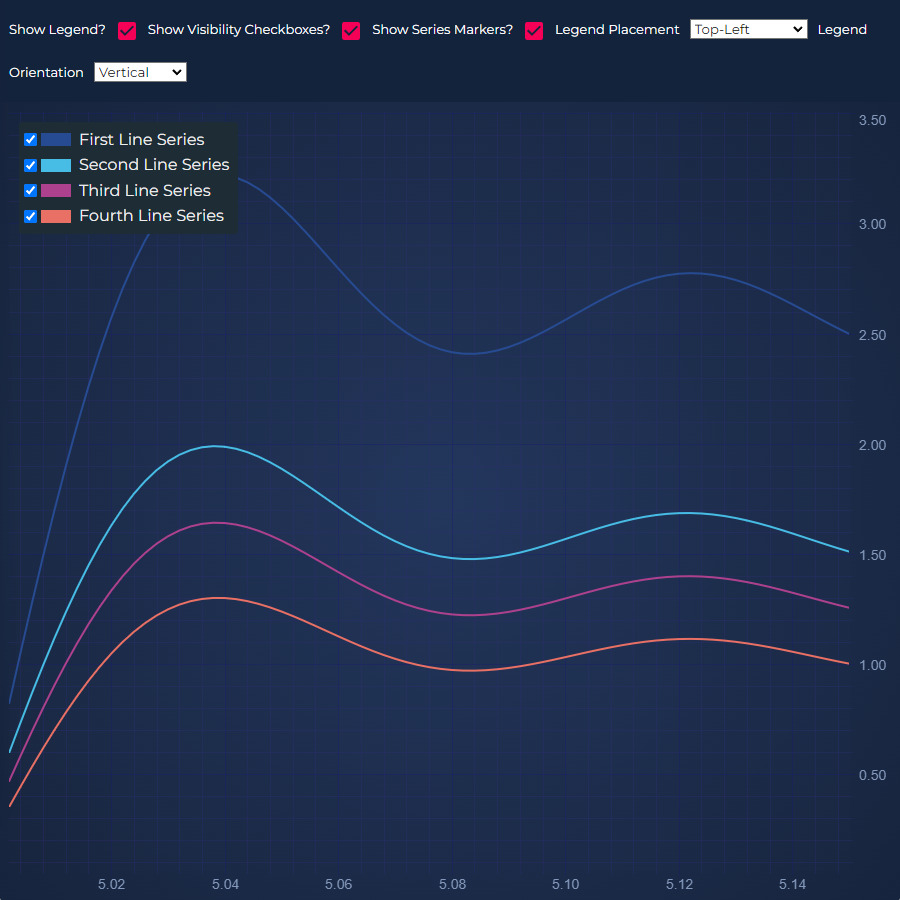 Show Legend? Show Visibility Checkboxes? Show Series Markers? Legend Placement Top-Left Legend
Orientation Vertical
First Line Series
Second Line Series
Third Line Series
Fourth Line Series
3.50
3.00
2.50
2.00
1.50
1.00
0.50
5.02 5.04 5.06 5.08 5.10 5.12 5.14